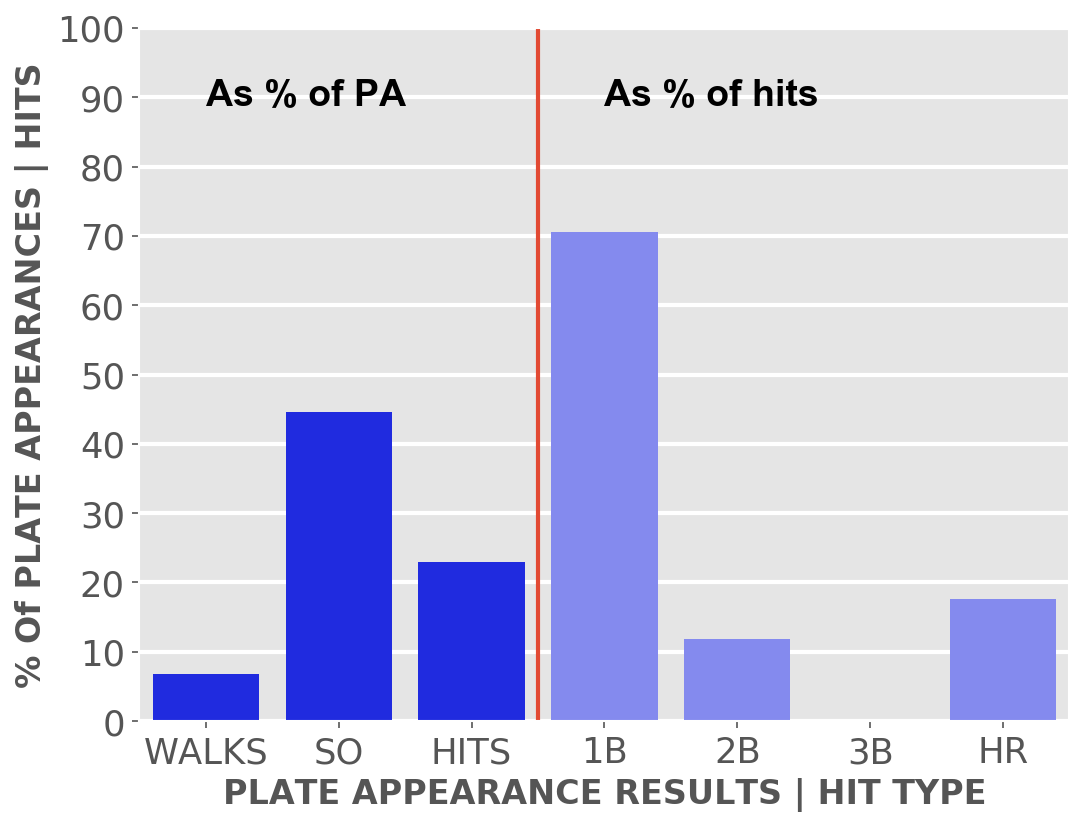 As % of PA
As % of hits
% Of PLATE APPEARANCES | HITS
100
90
80
70
60
50
40
30
20
10
0
WALKS SO HITS 1B 2B 3B HR
PLATE APPEARANCE RESULTS | HIT TYPE